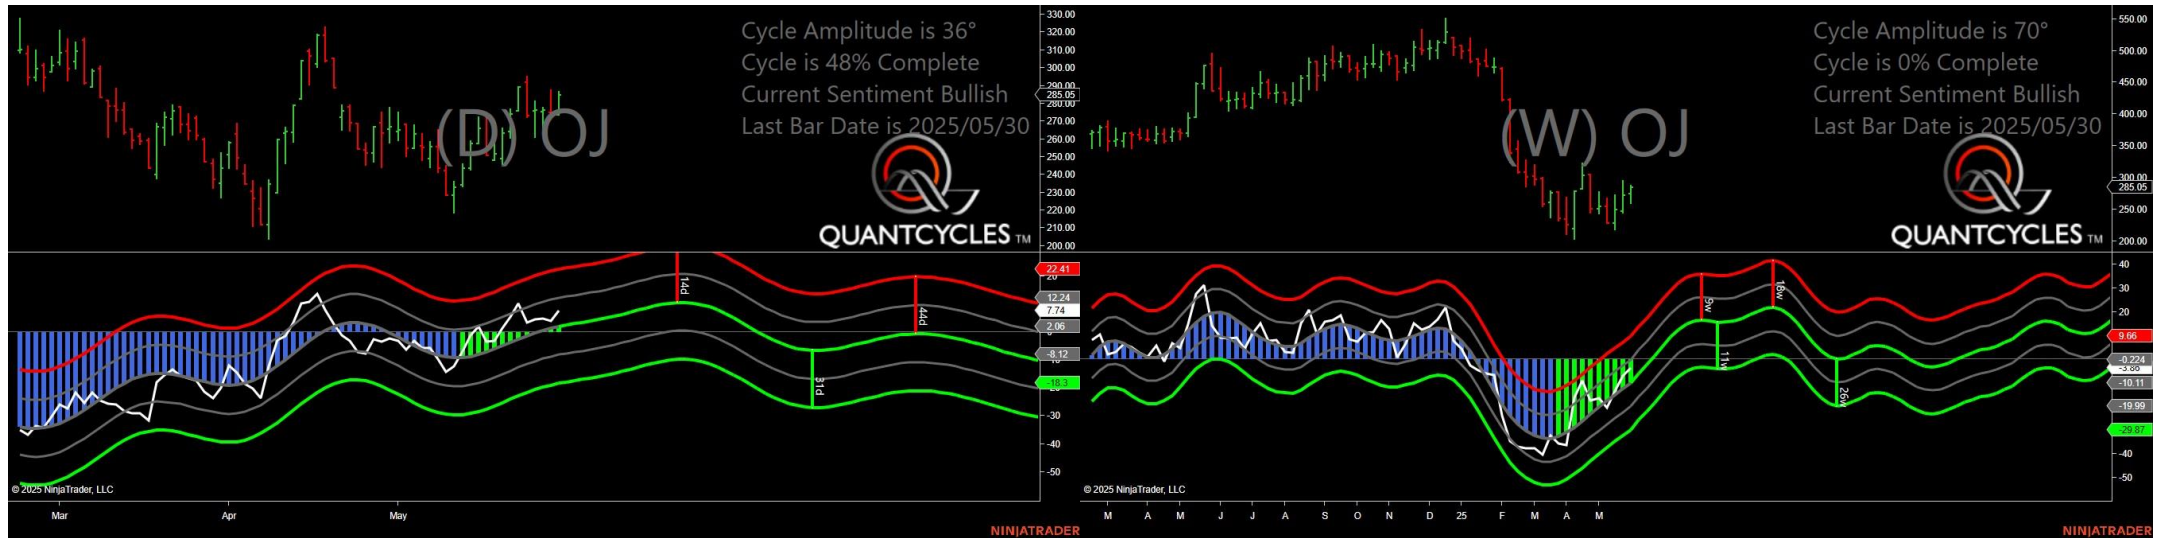 Cycle Amplitude is 36°
Cycle is 48% Complete
Current Sentiment Bullish
Last Bar Date is 2025/05/30
(D) OJ
QUANTCYCLES TM
330.00
320.00
310.00
300.00
290.00
285.05
280.00
270.00
260.00
250.00
240.00
230.00
220.00
210.00
200.00
14d
44d
31d
22.41
20
12.24
7.74
2.06
-8.12
-18.3
-30
-40
-50
© 2025 NinjaTrader, LLC
Mar Apr May
NINJATRADER
Cycle Amplitude is 70°
Cycle is 0% Complete
Current Sentiment Bullish
Last Bar Date is 2025/05/30
(W) OJ
QUANTCYCLES TM
550.00
500.00
450.00
400.00
350.00
300.00
285.05
250.00
200.00
9w
18w
11w
26w
40
30
20
9.66
-0.224
-3.86
-10.11
-19.99
-29.87
-40
-50
© 2025 NinjaTrader, LLC
M A M J J A S O N D 25 F M A M
NINJATRADER